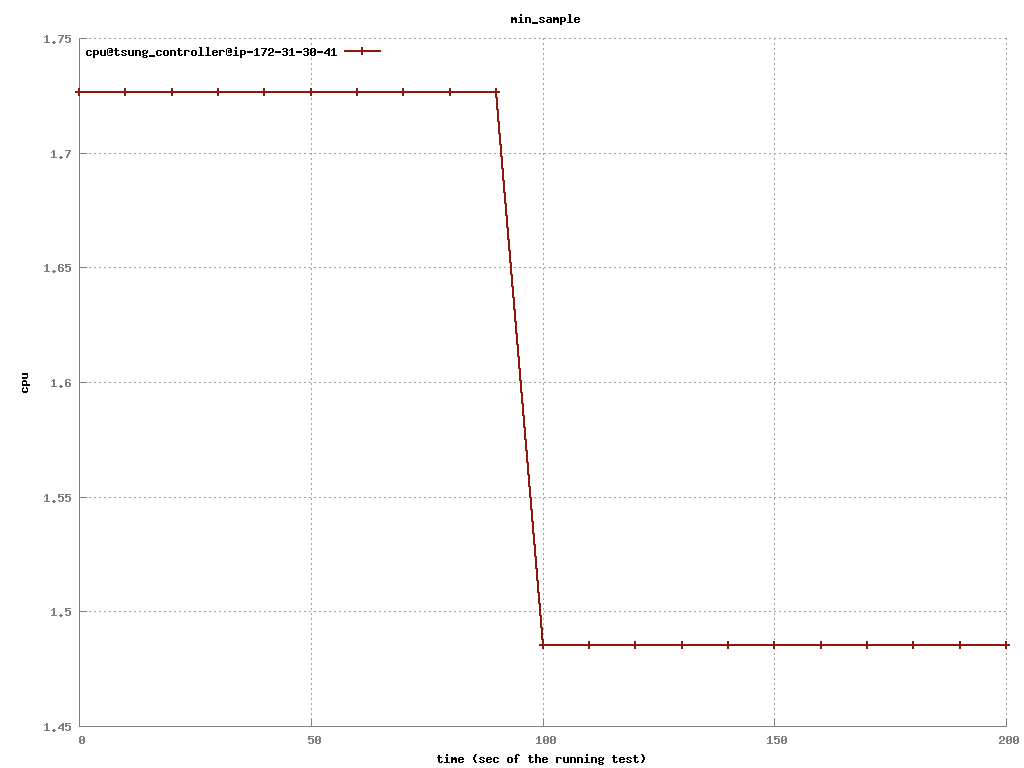 min_sample
cpu@tsung_controller@ip-172-31-30-41
1.75
1.7
1.65
1.6
1.55
1.5
1.45
cpu
0 50 100 150 200
time (sec of the running test)